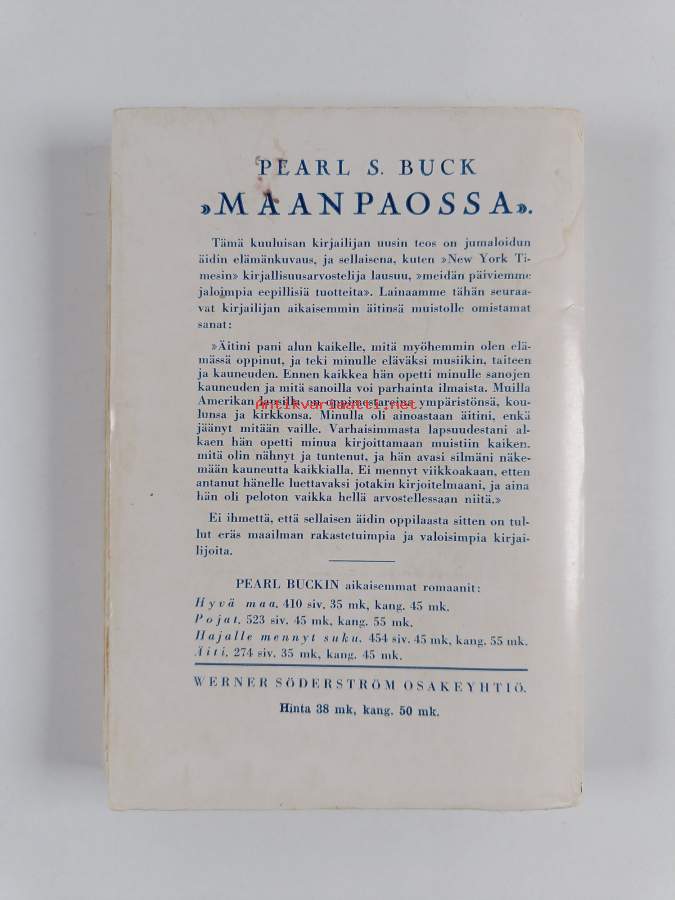 PEARL S. BUCK
»MAANPAOSSA».
Tämä kuuluisan kirjailijan uusin teos on jumaloidun
äidin elämänkuvaus, ja sellaisena, kuten »New York Ti-
mesin» kirjallisuusarvostelija lausuu, »meidän päiviemme
jaloimpia eepillisiä tuotteita». Lainaamme tähän seuraa-
vat kirjailijan aikaisemmin äitinsä muistolle omistamat
sanat:
»Äitini pani alun kaikelle, mitä myöhemmin olen elä-
mässä oppinut, ja teki minulle eläväksi musiikin, taiteen
ja kauneuden. Ennen kaikkea hän opetti minulle sanojen
kauneuden ja mitä sanoilla voi parhainta ilmaista. Muilla
Amerikan lapsilla on oppimestareina ympäristönsä, kou-
lunsa ja kirkkonsa. Minulla oli ainoastaan äitini, enkä
jäänyt mitään vaille. Varhaisimmasta lapsuudestani al-
kaen hän opetti minua kirjoittamaan muistiin kaiken,
mitä olin nähnyt ja tuntenut, ja hän avasi silmäni näke-
mään kauneutta kaikkialla. Ei mennyt viikkoakaan, etten
antanut hänelle luettavaksi jotakin kirjoitelmaani, ja aina
hän oli peloton vaikka hellä arvostellessaan niitä.»
Ei ihmettä, että sellaisen äidin oppilaasta sitten on tul-
lut eräs maailman rakastetuimpia ja valoisimpia kirjai-
lijoita.
PEARL BUCKIN aikaisemmat romaanit:
Hyvä maa. 410 siv. 35 mk, kang. 45 mk.
Pojat. 523 siv. 45 mk, kang. 55 mk.
Hajalle mennyt suku. 454 siv. 45 mk, kang. 55 mk.
Äiti. 274 siv. 35 mk, kang. 45 mk.
WERNER SÖDERSTRÖM OSAKEYHTIÖ.
Hinta 38 mk, kang. 50 mk.
Antikvariaatti.net